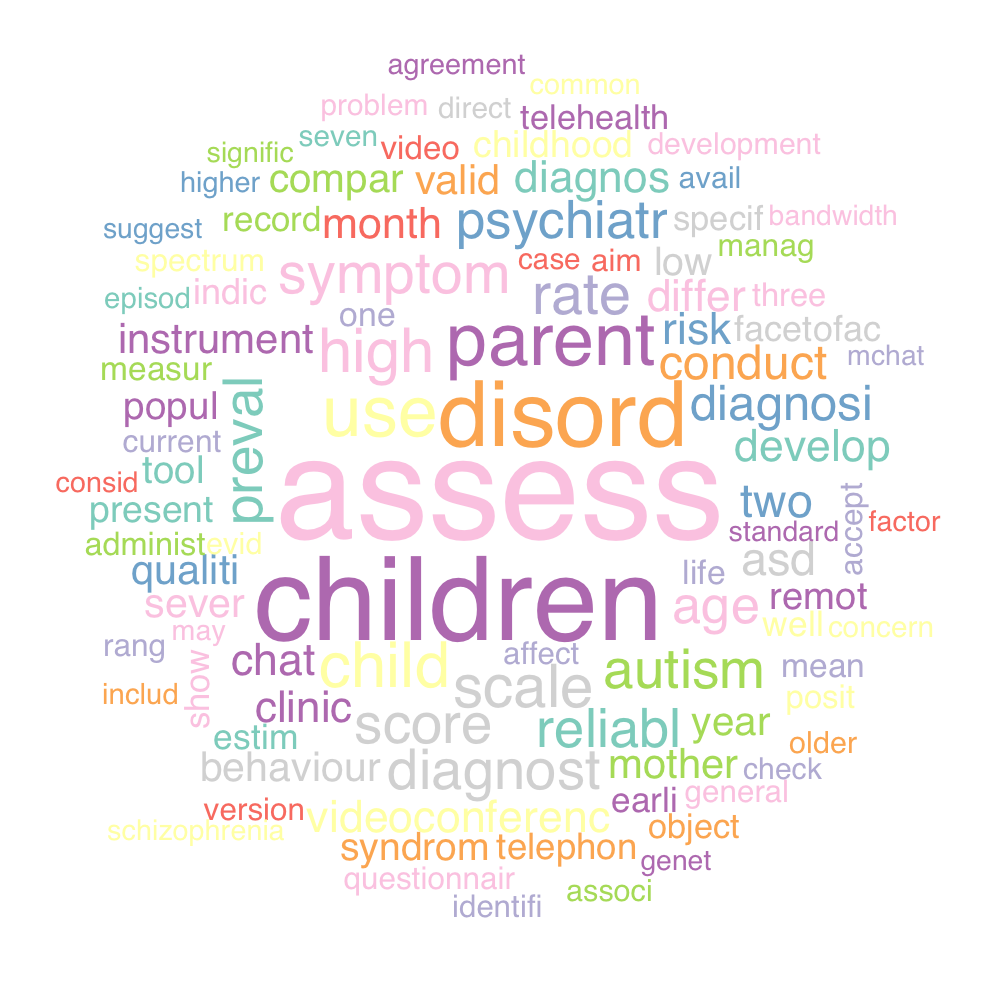 agreement
common
problem direct telehealth
seven video childhood development
signific
higher compar valid diagnos avail
record month psychiatr specif bandwidth
suggest
spectrum symptom case aim low manag
episod indic one rate differ three
instrument high parent risk facetofac
measur conduct mchat
popul preval use disord diagnosi
current
tool develop
consid assess
present two accept factor
administ evid standard
qualiti asd
sever children life age remot
may well concern
rang chat child affect autism mean
show
includ clinic scale posit
score reliabl year
estim older
behaviour diagnost mother check
version videoconferenc earli general
schizophrenia object
syndrom telephon genet
questionnair
associ
identifi